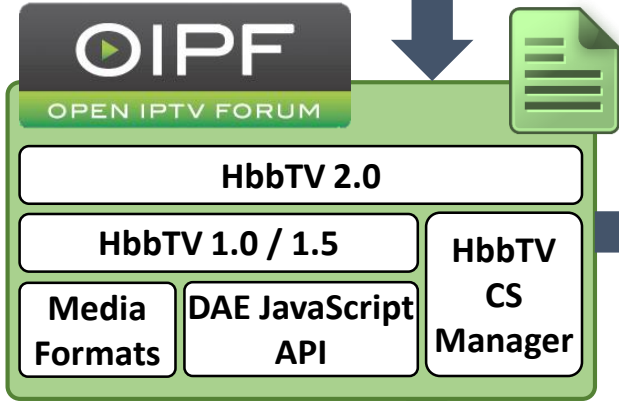 OIPF
OPEN IPTV FORUM
HbbTV 2.0
HbbTV 1.0 / 1.5
HbbTV
CS
Manager
Media
Formats
DAE JavaScript
API